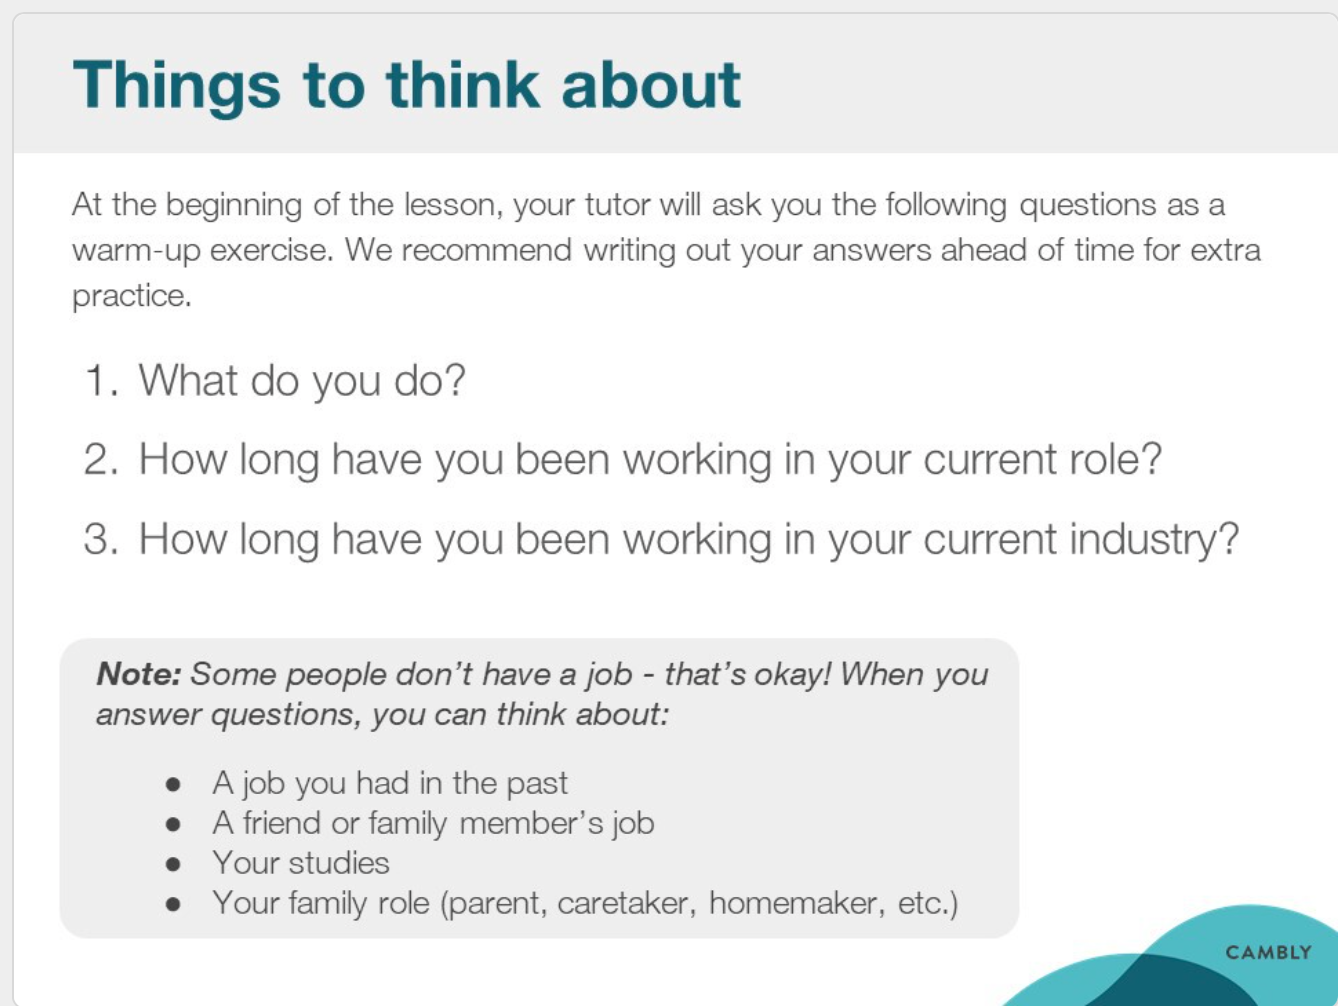 Things to think about
At the beginning of the lesson, your tutor will ask you the following questions as a
warm-up exercise. We recommend writing out your answers ahead of time for extra
practice.
1. What do you do?
2. How long have you been working in your current role?
3. How long have you been working in your current industry?
Note: Some people don't have a job - that's okay! When you
answer questions, you can think about:
● A job you had in the past
● A friend or family member's job
● Your studies
● Your family role (parent, caretaker, homemaker, etc.)
CAMBLY